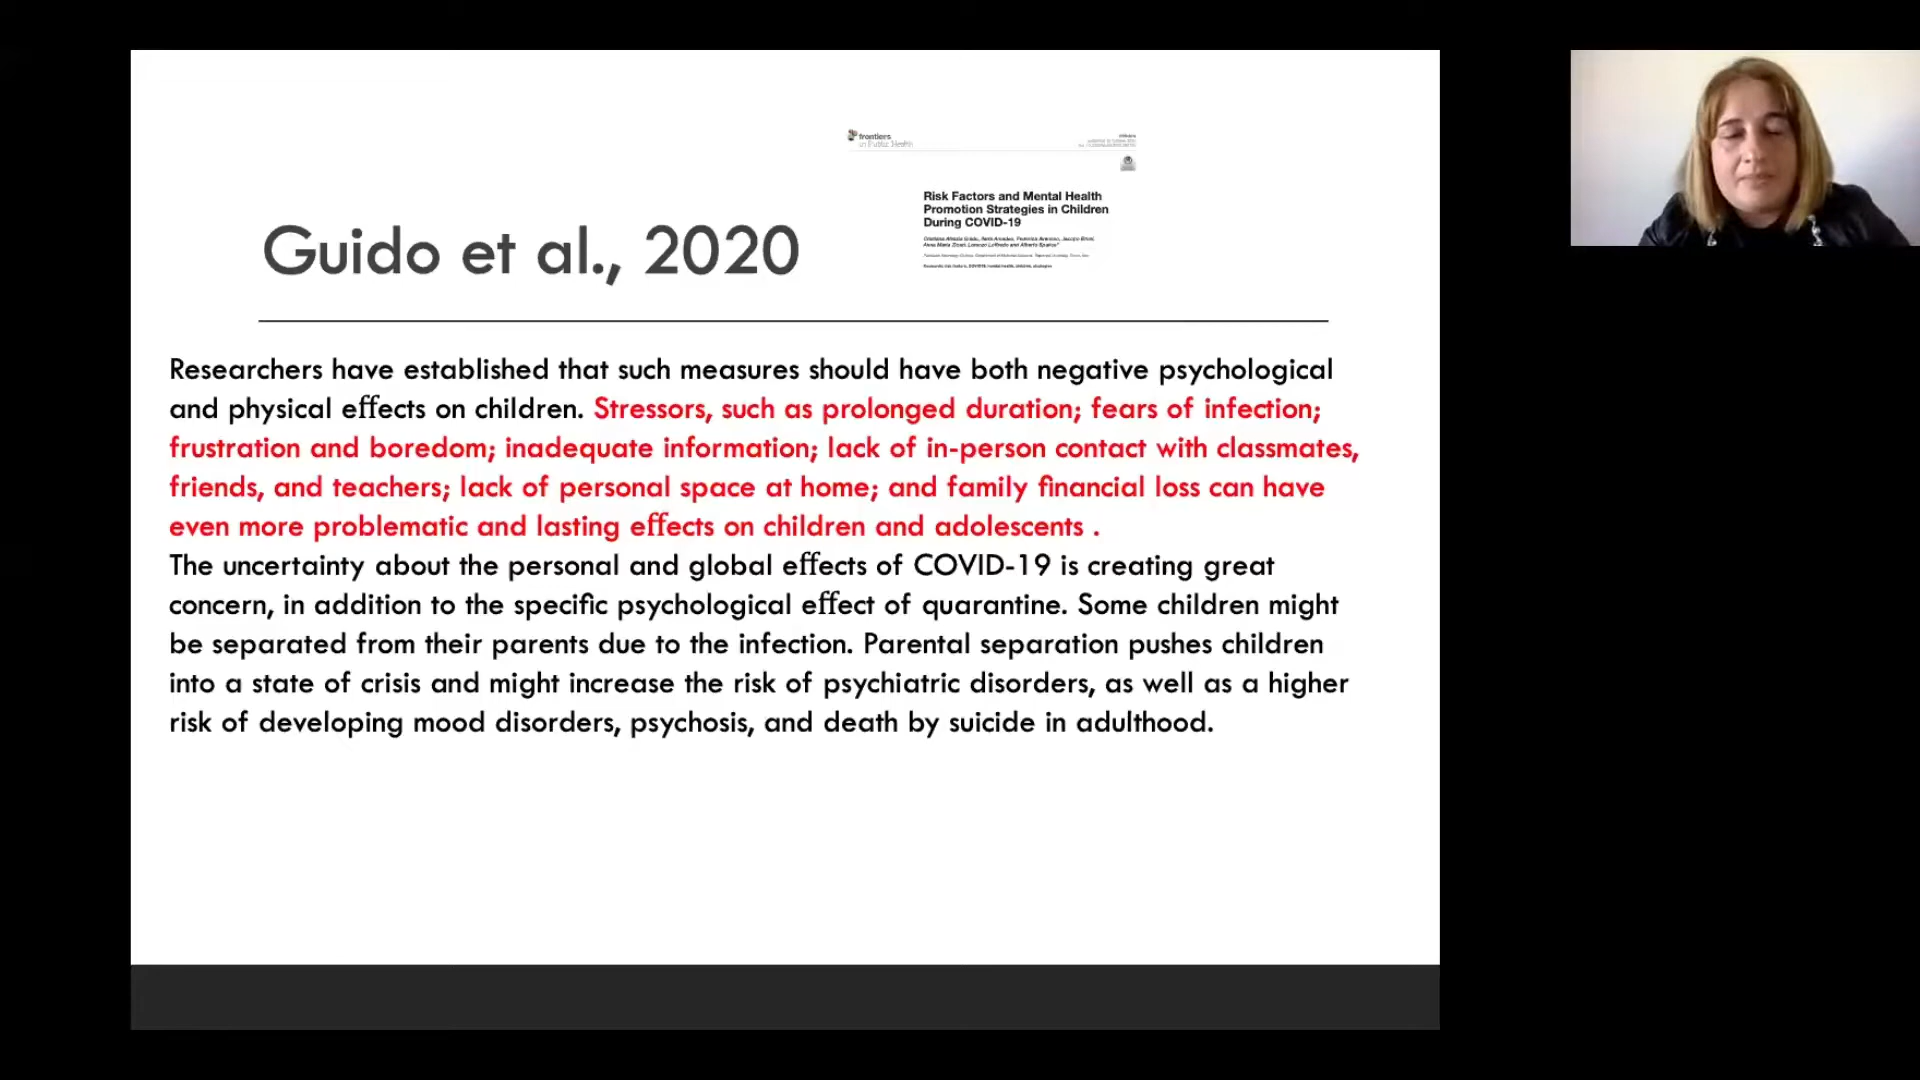 frontiers
in Public Health
Risk Factors and Mental Health
Promotion Strategies in Children
During COVID-19
Guido et al., 2020
Researchers have established that such measures should have both negative psychological
and physical effects on children. Stressors, such as prolonged duration; fears of infection;
frustration and boredom; inadequate information; lack of in-person contact with classmates,
friends, and teachers; lack of personal space at home; and family financial loss can have
even more problematic and lasting effects on children and adolescents .
The uncertainty about the personal and global effects of COVID-19 is creating great
concern, in addition to the specific psychological effect of quarantine. Some children might
be separated from their parents due to the infection. Parental separation pushes children
into a state of crisis and might increase the risk of psychiatric disorders, as well as a higher
risk of developing mood disorders, psychosis, and death by suicide in adulthood.